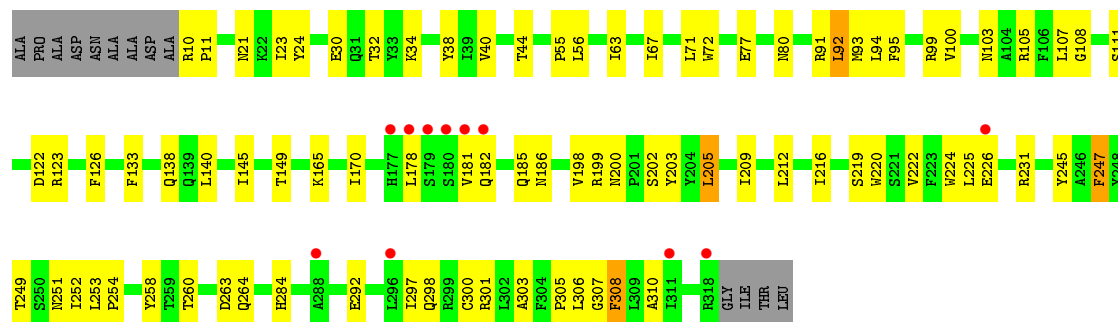 ALA PRO ALA ASP ASN ALA ALA ASP ALA R10 P11 N21 K22 I23 Y24 E30 Q31 T32 Y33 K34 Y38 I39 V40 T44 P55 L56 I63 I67 L71 W72 E77 N80 R91 L92 M93 L94 F95 R99 V100 N103 A104 R105 F106 L107 G108 S111
D122 R123 F126 F133 Q138 Q139 L140 I145 T149 K165 I170 H177 L178 S179 S180 V181 Q182 Q185 N186 V198 R199 N200 P201 S202 Y203 Y204 L205 I209 L212 I216 S219 W220 S221 V222 F223 W224 L225 E226 R231 Y245 A246 F247 Y248
T249 S250 N251 I252 L253 P254 Y258 T259 T260 D263 Q264 H284 A288 E292 L296 I297 Q298 R299 C300 R301 L302 A303 F304 P305 L306 G307 F308 L309 A310 I311 R318 GLY ILE THR LEU